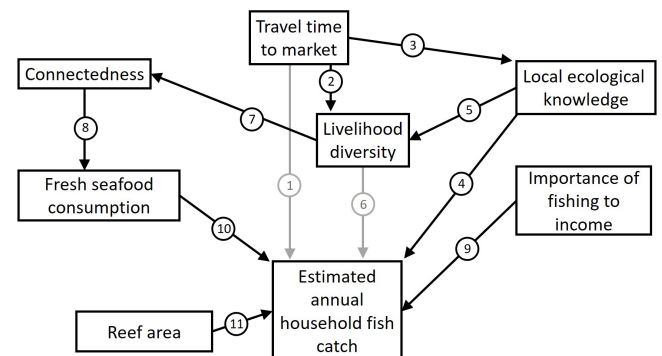 Travel time
to market
3
Connectedness
2
Local ecological
knowledge
5
7
Livelihood
diversity
8
Fresh seafood
consumption
1
6
4
Importance of
fishing to
income
10
9
Estimated
annual
household fish
catch
Reef area
11